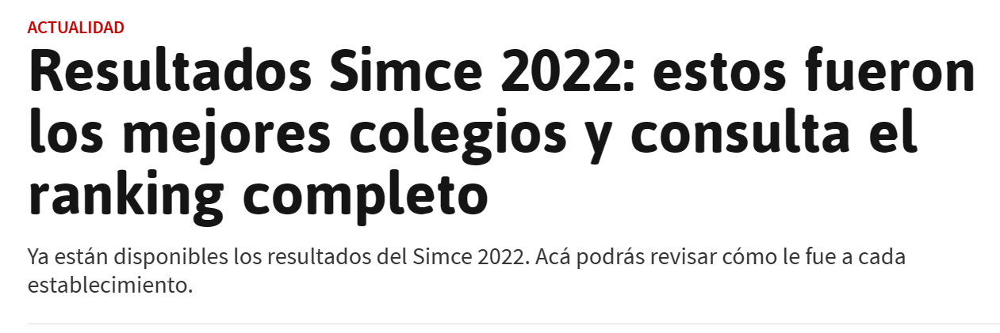 ACTUALIDAD
Resultados Simce 2022: estos fueron
los mejores colegios y consulta el
ranking completo
Ya están disponibles los resultados del Simce 2022. Acá podrás revisar cómo le fue a cada
establecimiento.